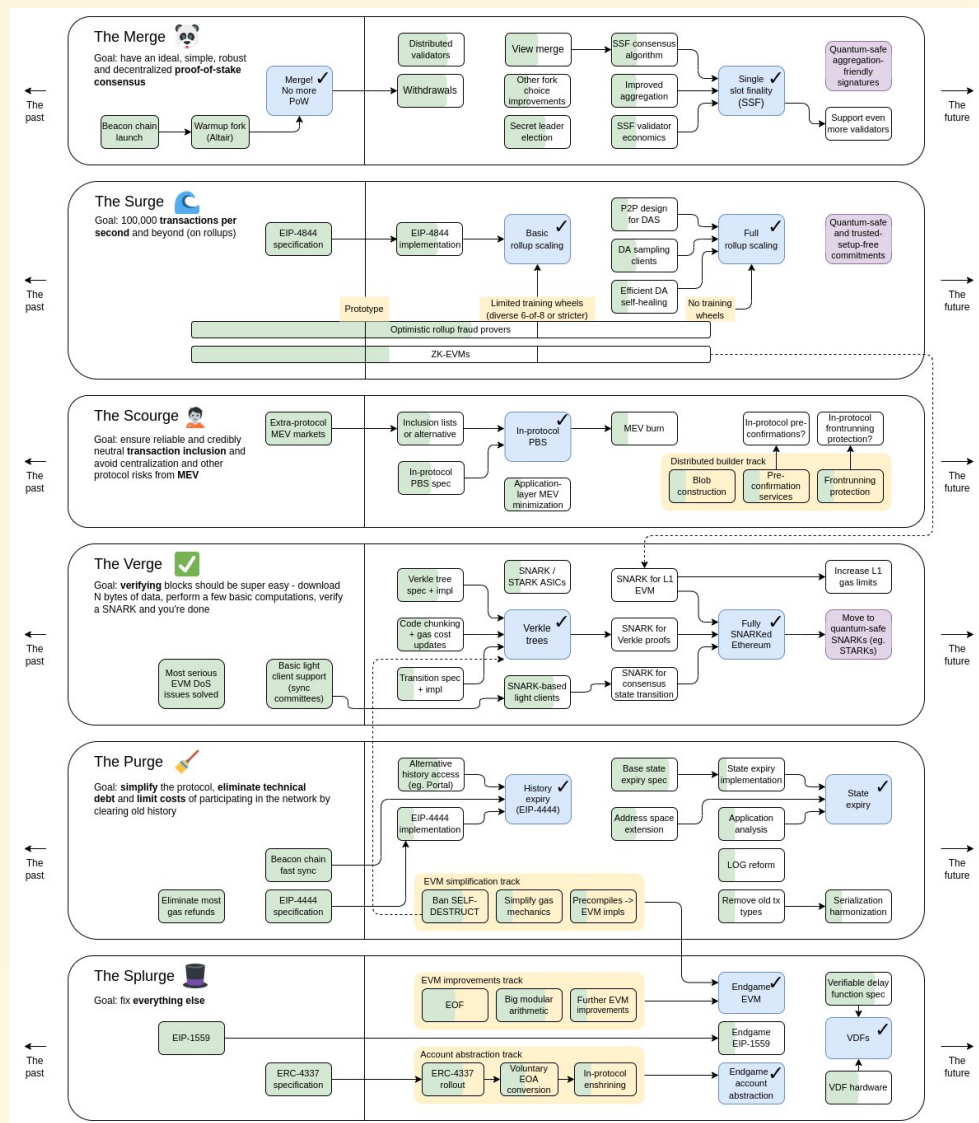 The Merge
Goal: have an ideal, simple, robust
and decentralized proof-of-stake
consensus
Beacon chain
launch
Warmup fork
(Altair)
Merge!
No more
PoW
Distributed
validators
Withdrawals
View merge
Other fork
choice
improvements
Secret leader
election
SSF consensus
algorithm
Improved
aggregation
SSF validator
economics
Single
slot finality
(SSF)
Quantum-safe
aggregation-
friendly
signatures
Support even
more validators
The
past
The
future
The Surge
Goal: 100,000 transactions per
second and beyond (on rollups)
EIP-4844
specification
EIP-4844
implementation
Basic
rollup scaling
P2P design
for DAS
DA sampling
clients
Efficient DA
self-healing
Full
rollup scaling
Quantum-safe
and trusted-
setup-free
commitments
Prototype
Limited training wheels
(diverse 6-of-8 or stricter)
No training
wheels
Optimistic rollup fraud provers
ZK-EVMs
The
past
The
future
The Scourge
Goal: ensure reliable and credibly
neutral transaction inclusion and
avoid centralization and other
protocol risks from MEV
Extra-protocol
MEV markets
Inclusion lists
or alternative
In-protocol
PBS spec
In-protocol
PBS
Application-
layer MEV
minimization
MEV burn
In-protocol pre-
confirmations?
In-protocol
frontrunning
protection?
Distributed builder track
Blob
construction
Pre-
confirmation
services
Frontrunning
protection
The
past
The
future
The Verge
Goal: verifying blocks should be super easy - download
N bytes of data, perform a few basic computations, verify
a SNARK and you're done
Most serious
EVM DoS
issues solved
Basic light
client support
(sync
committees)
Verkle tree
spec + impl
Code chunking
+ gas cost
updates
Transition spec
+ impl
SNARK /
STARK ASICs
Verkle
trees
SNARK-based
light clients
SNARK for L1
EVM
SNARK for
Verkle proofs
SNARK for
consensus
state transition
Fully
SNARKed
Ethereum
Increase L1
gas limits
Move to
quantum-safe
SNARKs (eg.
STARKs)
The
past
The
future
The Purge
Goal: simplify the protocol, eliminate technical
debt and limit costs of participating in the network by
clearing old history
Alternative
history access
(eg. Portal)
EIP-4444
implementation
History
expiry
(EIP-4444)
Base state
expiry spec
Address space
extension
State expiry
implementation
Application
analysis
State
expiry
LOG reform
Remove old tx
types
Serialization
harmonization
Beacon chain
fast sync
Eliminate most
gas refunds
EIP-4444
specification
EVM simplification track
Ban SELF-
DESTRUCT
Simplify gas
mechanics
Precompiles ->
EVM impls
The
past
The
future
The Splurge
Goal: fix everything else
EIP-1559
ERC-4337
specification
EVM improvements track
EOF
Big modular
arithmetic
Further EVM
improvements
Account abstraction track
ERC-4337
rollout
Voluntary
EOA
conversion
In-protocol
enshrining
Endgame
EVM
Endgame
EIP-1559
Endgame
account
abstraction
Verifiable delay
function spec
VDFs
VDF hardware
The
past
The
future